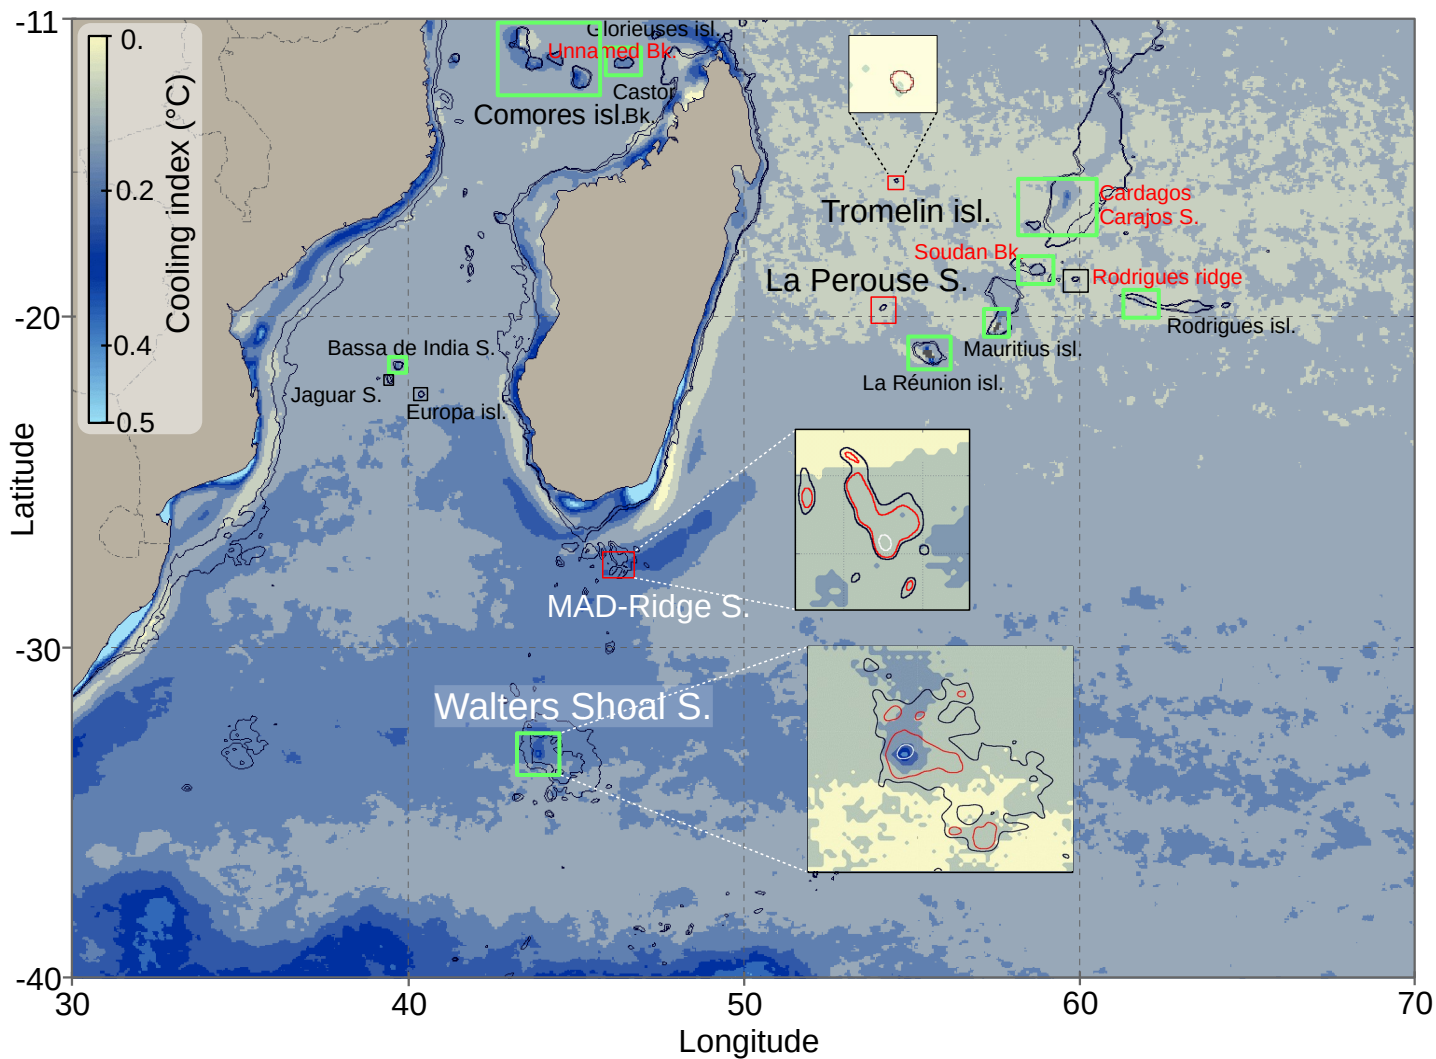 -11
0.
0.2
0.4
0.5
Cooling index (°C)
Glorieuses isl.
Unnamed Bk.
Castor
Bk.
Comores isl.
Tromelin isl.
Cardagos
Carajos S.
Soudan Bk
La Perouse S.
Rodrigues ridge
-20
Rodrigues isl.
Bassa de India S.
Mauritius isl.
La Réunion isl.
Jaguar S.
Europa isl.
Latitude
MAD-Ridge S.
-30
Walters Shoal S.
-40
30
40
50
60
70
Longitude